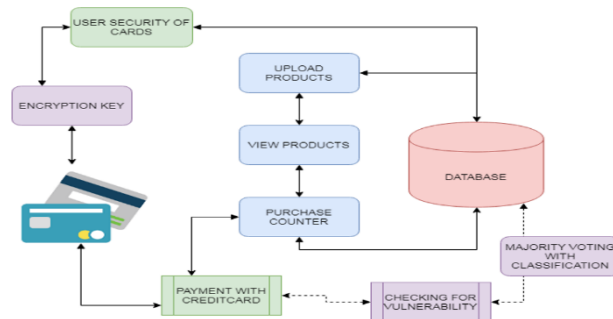 USER SECURITY OF
CARDS
UPLOAD
PRODUCTS
ENCRYPTION KEY
VIEW PRODUCTS
DATABASE
PURCHASE
COUNTER
MAJORITY VOTING
WITH
CLASSIFICATION
PAYMENT WITH
CREDITCARD
CHECKING FOR
VULNERABILITY